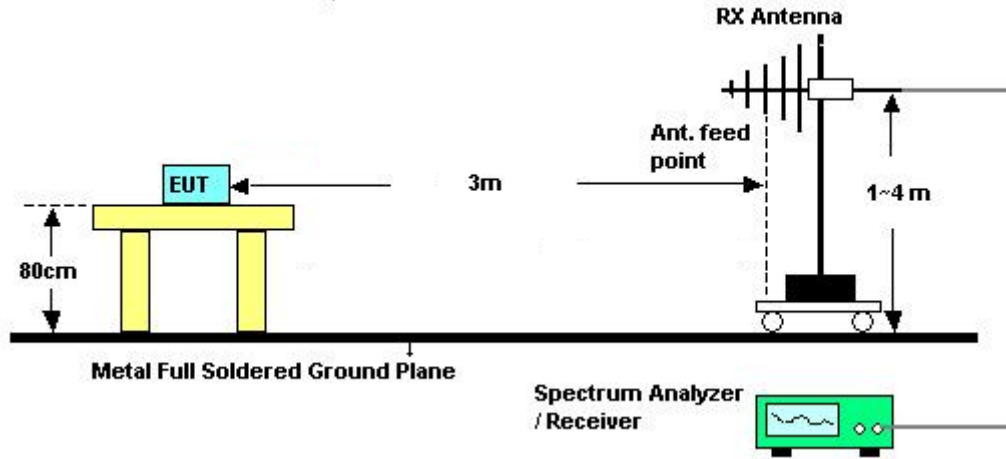 RX Antenna
Ant. feed
point
EUT
3m
1~4 m
80cm
Metal Full Soldered Ground Plane
Spectrum Analyzer
/ Receiver